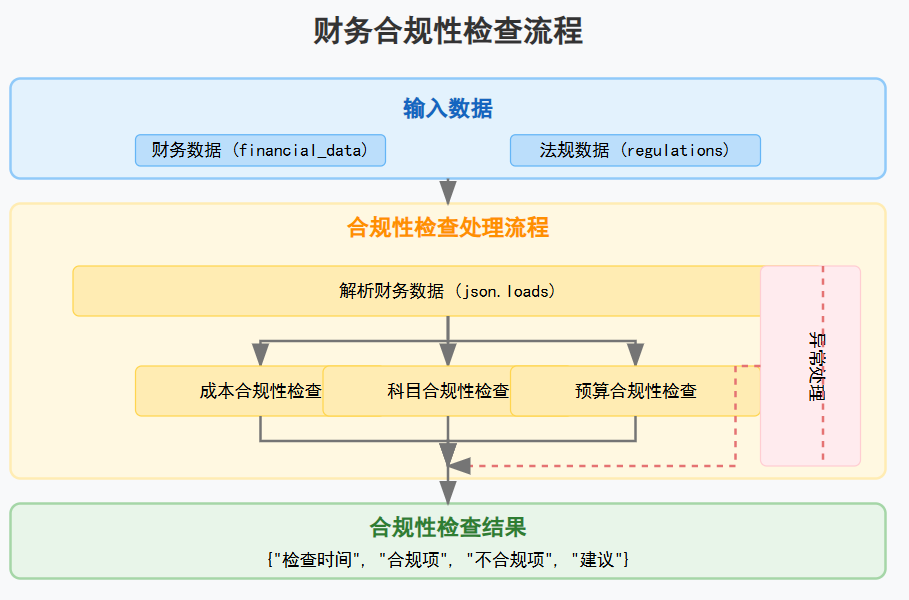 财务合规性检查流程
输入数据
财务数据 (financial_data)
法规数据 (regulations)
合规性检查处理流程
解析财务数据 (json.loads)
异常处理
成本合规性检查
科目合规性检查
预算合规性检查
合规性检查结果
{"检查时间", "合规项", "不合规项", "建议"}